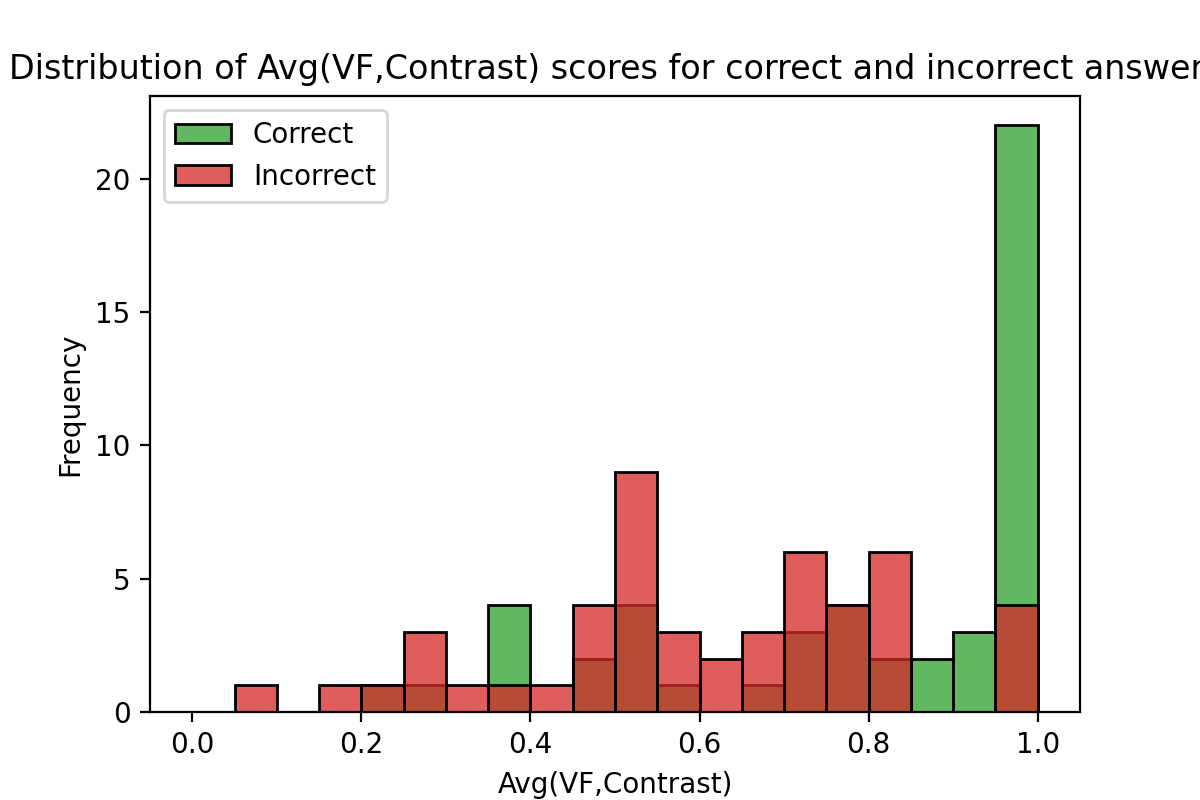 Distribution of Avg(VF,Contrast) scores for correct and incorrect answer
Correct
Incorrect
Frequency
20
15
10
5
0
0.0 0.2 0.4 0.6 0.8 1.0
Avg(VF,Contrast)